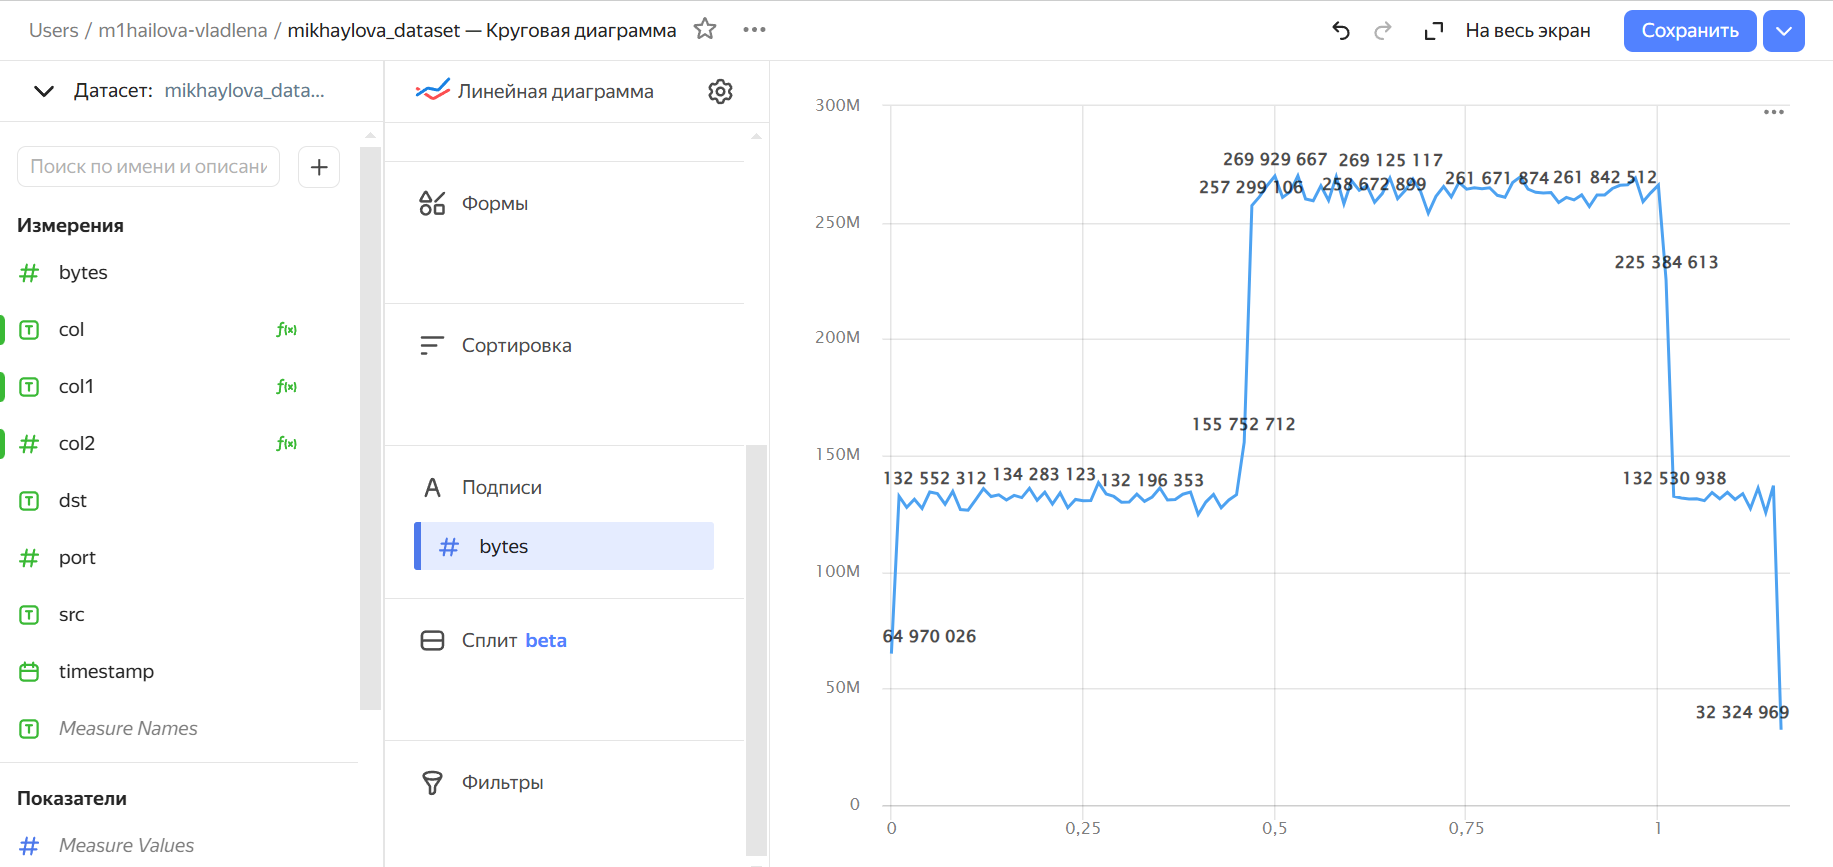 Users / m1hailova-vladlena / mikhaylova_dataset — Круговая диаграмма
На весь экран
Сохранить
Датасет: mikhaylova_data...
Поиск по имени и описани
Измерения
bytes
col
f(x)
col1
f(x)
col2
f(x)
dst
port
src
timestamp
Measure Names
Показатели
Measure Values
Линейная диаграмма
Формы
Сортировка
Подписи
bytes
Сплит beta
Фильтры
300M
250M
200M
150M
100M
50M
0
269 929 667
269 125 117
257 299 106
258 672 899
261 671 874
261 842 512
225 384 613
155 752 712
132 552 312
134 283 123
132 196 353
132 530 938
64 970 026
32 324 969
0
0,25
0,5
0,75
1